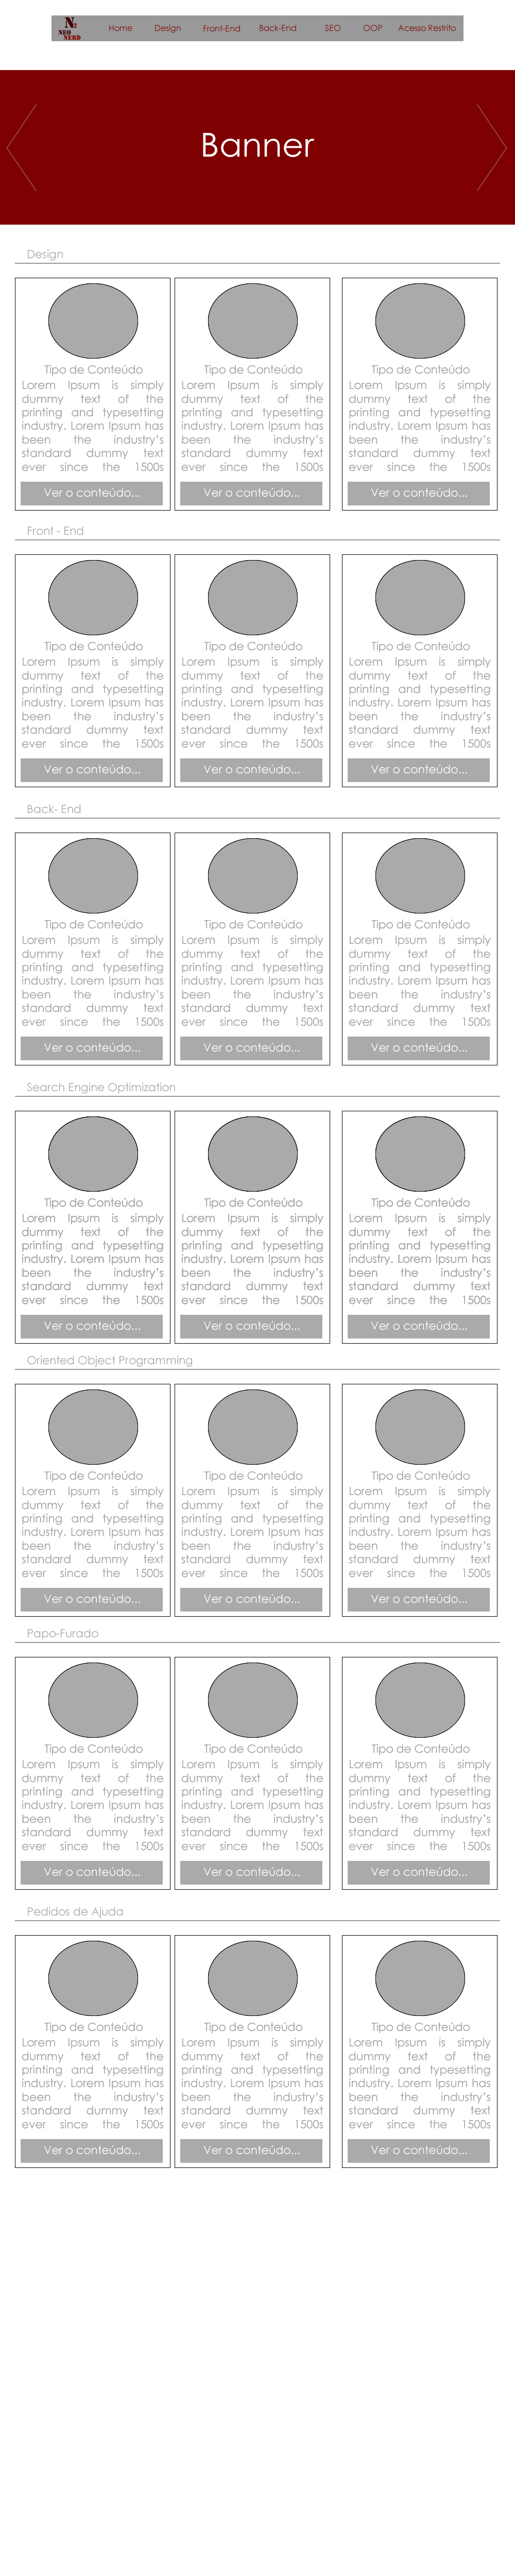 N2
NEO
NERD
Home Design Front-End Back-End SEO OOP Acesso Restrito
Banner
Design
Tipo de Conteúdo
Lorem Ipsum is simply
dummy text of the
printing and typesetting
industry. Lorem Ipsum has
been the industry's
standard dummy text
ever since the 1500s
Ver o conteúdo...
Tipo de Conteúdo
Lorem Ipsum is simply
dummy text of the
printing and typesetting
industry. Lorem Ipsum has
been the industry's
standard dummy text
ever since the 1500s
Ver o conteúdo...
Tipo de Conteúdo
Lorem Ipsum is simply
dummy text of the
printing and typesetting
industry. Lorem Ipsum has
been the industry's
standard dummy text
ever since the 1500s
Ver o conteúdo...
Front - End
Tipo de Conteúdo
Lorem Ipsum is simply
dummy text of the
printing and typesetting
industry. Lorem Ipsum has
been the industry's
standard dummy text
ever since the 1500s
Ver o conteúdo...
Tipo de Conteúdo
Lorem Ipsum is simply
dummy text of the
printing and typesetting
industry. Lorem Ipsum has
been the industry's
standard dummy text
ever since the 1500s
Ver o conteúdo...
Tipo de Conteúdo
Lorem Ipsum is simply
dummy text of the
printing and typesetting
industry. Lorem Ipsum has
been the industry's
standard dummy text
ever since the 1500s
Ver o conteúdo...
Back- End
Tipo de Conteúdo
Lorem Ipsum is simply
dummy text of the
printing and typesetting
industry. Lorem Ipsum has
been the industry's
standard dummy text
ever since the 1500s
Ver o conteúdo...
Tipo de Conteúdo
Lorem Ipsum is simply
dummy text of the
printing and typesetting
industry. Lorem Ipsum has
been the industry's
standard dummy text
ever since the 1500s
Ver o conteúdo...
Tipo de Conteúdo
Lorem Ipsum is simply
dummy text of the
printing and typesetting
industry. Lorem Ipsum has
been the industry's
standard dummy text
ever since the 1500s
Ver o conteúdo...
Search Engine Optimization
Tipo de Conteúdo
Lorem Ipsum is simply
dummy text of the
printing and typesetting
industry. Lorem Ipsum has
been the industry's
standard dummy text
ever since the 1500s
Ver o conteúdo...
Tipo de Conteúdo
Lorem Ipsum is simply
dummy text of the
printing and typesetting
industry. Lorem Ipsum has
been the industry's
standard dummy text
ever since the 1500s
Ver o conteúdo...
Tipo de Conteúdo
Lorem Ipsum is simply
dummy text of the
printing and typesetting
industry. Lorem Ipsum has
been the industry's
standard dummy text
ever since the 1500s
Ver o conteúdo...
Oriented Object Programming
Tipo de Conteúdo
Lorem Ipsum is simply
dummy text of the
printing and typesetting
industry. Lorem Ipsum has
been the industry's
standard dummy text
ever since the 1500s
Ver o conteúdo...
Tipo de Conteúdo
Lorem Ipsum is simply
dummy text of the
printing and typesetting
industry. Lorem Ipsum has
been the industry's
standard dummy text
ever since the 1500s
Ver o conteúdo...
Tipo de Conteúdo
Lorem Ipsum is simply
dummy text of the
printing and typesetting
industry. Lorem Ipsum has
been the industry's
standard dummy text
ever since the 1500s
Ver o conteúdo...
Papo-Furado
Tipo de Conteúdo
Lorem Ipsum is simply
dummy text of the
printing and typesetting
industry. Lorem Ipsum has
been the industry's
standard dummy text
ever since the 1500s
Ver o conteúdo...
Tipo de Conteúdo
Lorem Ipsum is simply
dummy text of the
printing and typesetting
industry. Lorem Ipsum has
been the industry's
standard dummy text
ever since the 1500s
Ver o conteúdo...
Tipo de Conteúdo
Lorem Ipsum is simply
dummy text of the
printing and typesetting
industry. Lorem Ipsum has
been the industry's
standard dummy text
ever since the 1500s
Ver o conteúdo...
Pedidos de Ajuda
Tipo de Conteúdo
Lorem Ipsum is simply
dummy text of the
printing and typesetting
industry. Lorem Ipsum has
been the industry's
standard dummy text
ever since the 1500s
Ver o conteúdo...
Tipo de Conteúdo
Lorem Ipsum is simply
dummy text of the
printing and typesetting
industry. Lorem Ipsum has
been the industry's
standard dummy text
ever since the 1500s
Ver o conteúdo...
Tipo de Conteúdo
Lorem Ipsum is simply
dummy text of the
printing and typesetting
industry. Lorem Ipsum has
been the industry's
standard dummy text
ever since the 1500s
Ver o conteúdo...